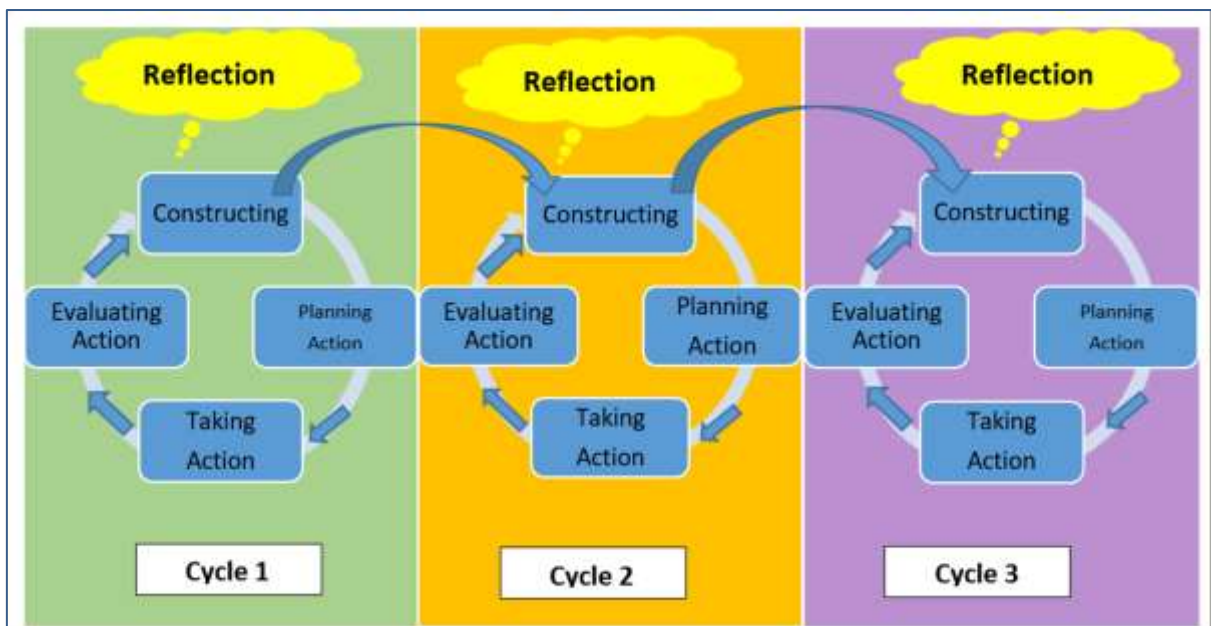 Reflection
Constructing
Evaluating
Action
Planning
Action
Taking
Action
Cycle 1
Reflection
Constructing
Evaluating
Action
Planning
Action
Taking
Action
Cycle 2
Reflection
Constructing
Evaluating
Action
Planning
Action
Taking
Action
Cycle 3